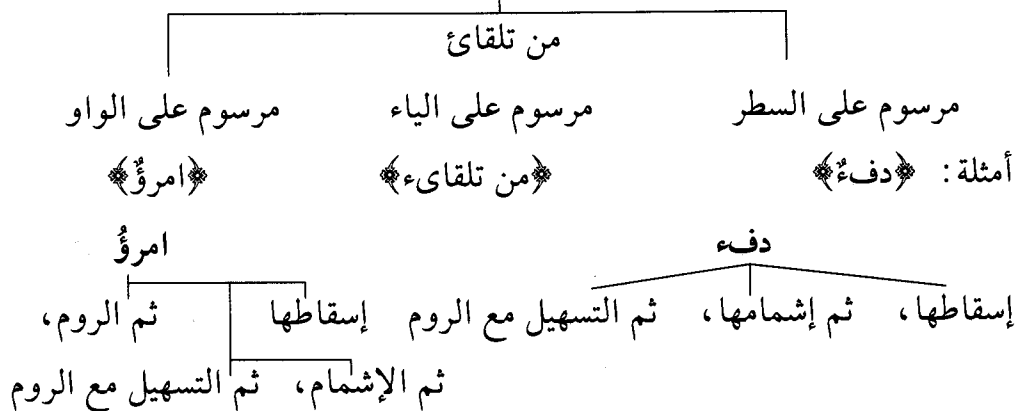 من تلقائ
مرسوم على السطر مرسوم على الياء مرسوم على الواو
أمثلة: ﴿دفءٌ﴾ ﴿من تلقاىء﴾ ﴿امرؤٌ﴾
دفء امرؤٌ
إسقاطها، ثم إشمامها، ثم التسهيل مع الروم إسقاطها ثم الروم،
ثم الإشمام، ثم التسهيل مع الروم